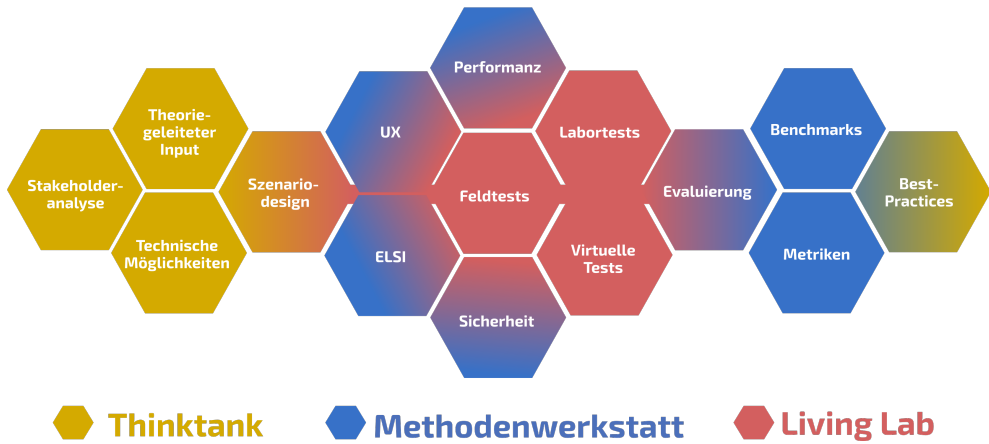 Stakeholder-
analyse
Theorie-
geleiteter
Input
Technische
Möglichkeiten
Szenario-
design
UX
ELSI
Performanz
Feldtests
Sicherheit
Labortests
Virtuelle
Tests
Evaluierung
Benchmarks
Metriken
Best-
Practices
Thinktank
Methodenwerkstatt
Living Lab